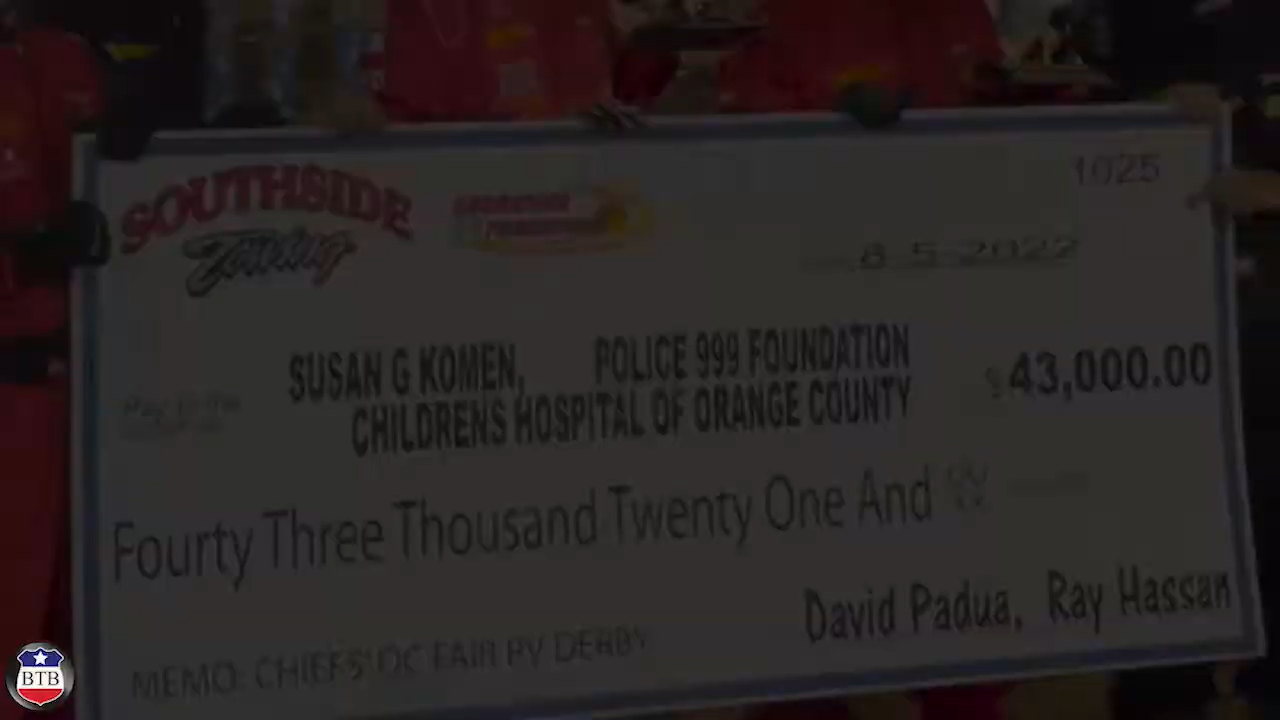 SOUTHSIDE
Towing
1025
8-5-2022
SUSAN G KOMEN, POLICE 999 FOUNDATION
CHILDRENS HOSPITAL OF ORANGE COUNTY
$43,000.00
Fourty Three Thousand Twenty One And
David Padua, Ray Hassan
MEMO: CHIEFS' OC FAIR RV DERBY
BTB